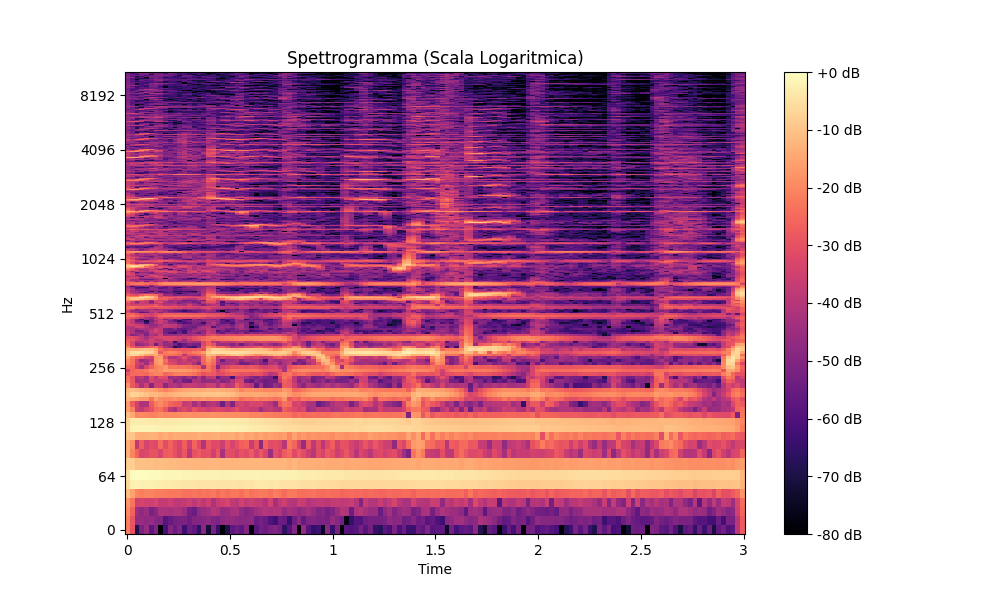 Spettrogramma (Scala Logaritmica)
8192
4096
2048
1024
512
256
128
64
0
Hz
0
0.5
1
1.5
2
2.5
3
Time
+0 dB
-10 dB
-20 dB
-30 dB
-40 dB
-50 dB
-60 dB
-70 dB
-80 dB